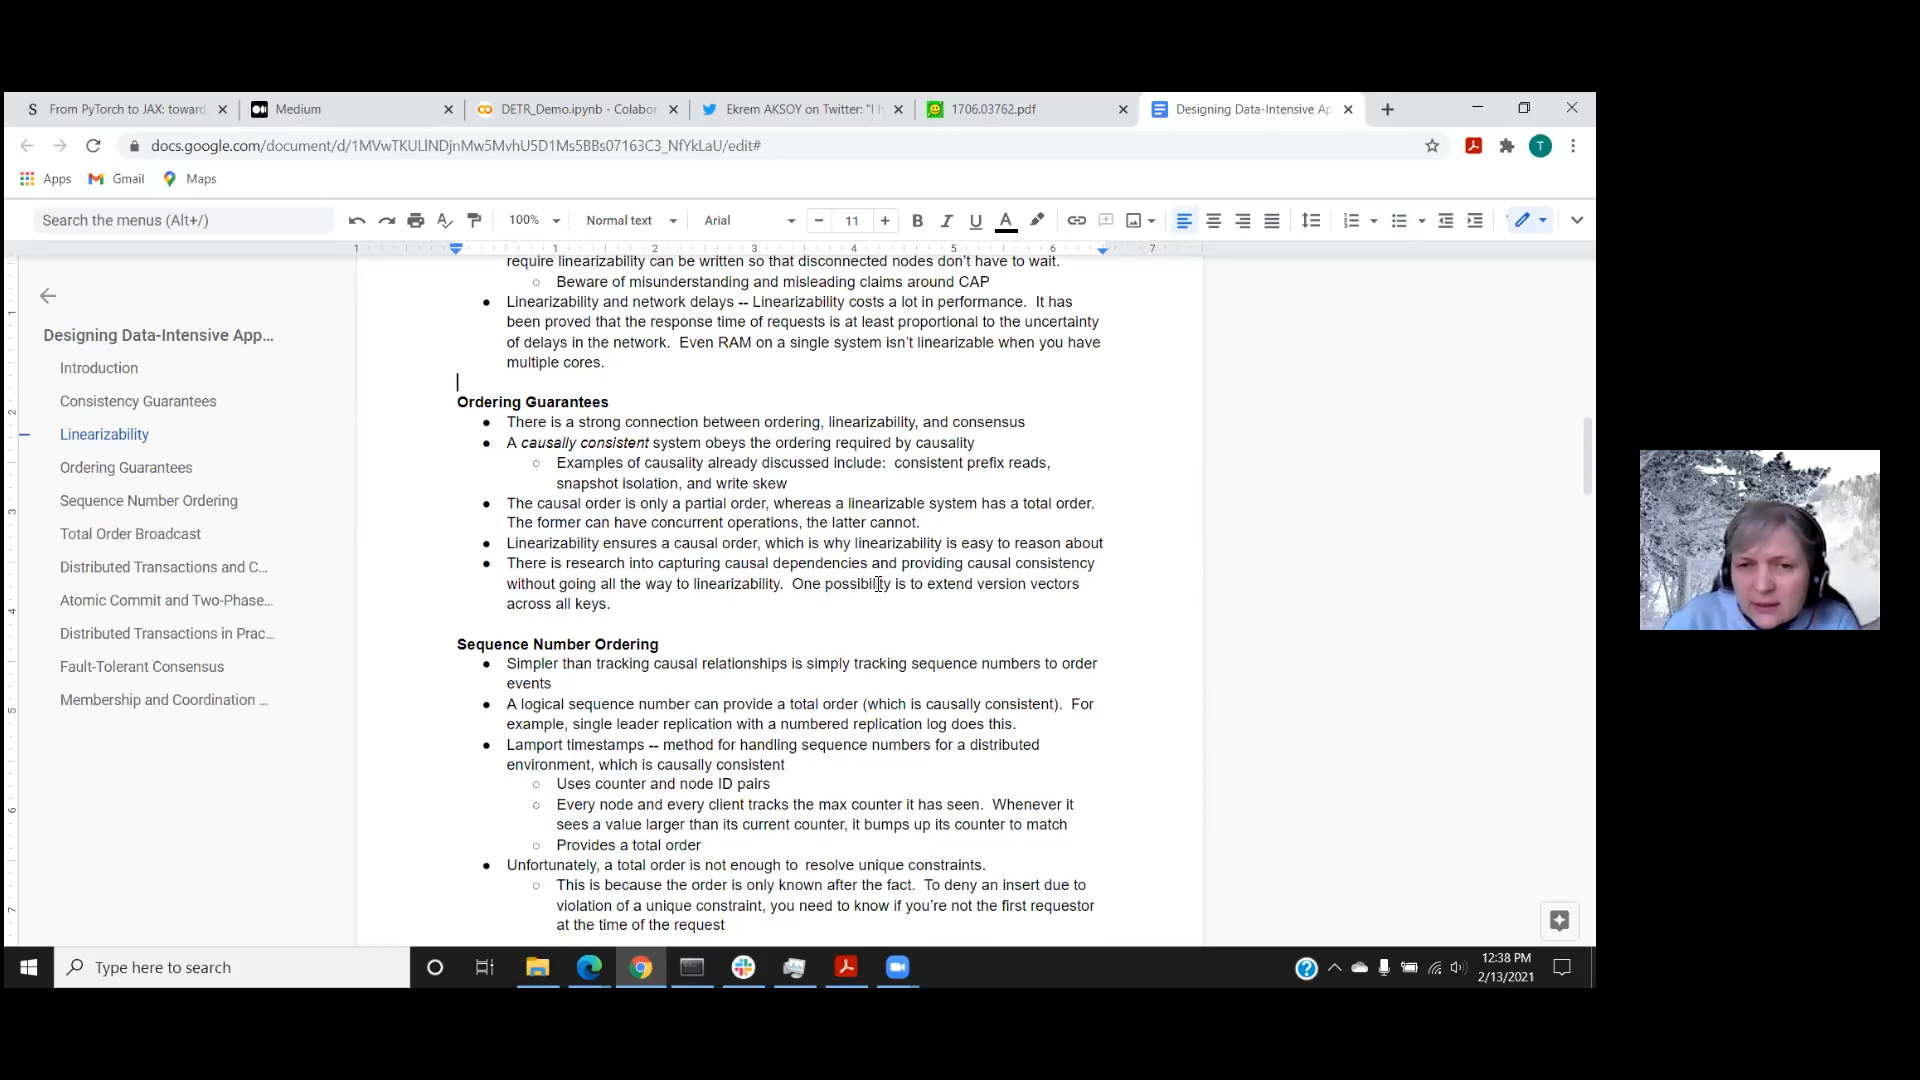 From PyTorch to JAX: toward
Medium
DETR_Demo.ipynb - Colabor
Ekrem AKSOY on Twitter: "I h
1706.03762.pdf
Designing Data-Intensive Ap
docs.google.com/document/d/1MVwTKULlNDjnMw5MvhU5D1Ms5BBs07163C3_NfYkLaU/edit#
T
Apps
Gmail
Maps
Search the menus (Alt+/)
100%
Normal text
Arial
11
1 1 2 3 4 5 6 7
require linearizability can be written so that disconnected nodes don't have to wait.
○ Beware of misunderstanding and misleading claims around CAP
● Linearizability and network delays -- Linearizability costs a lot in performance. It has
been proved that the response time of requests is at least proportional to the uncertainty
of delays in the network. Even RAM on a single system isn't linearizable when you have
multiple cores.
Ordering Guarantees
● There is a strong connection between ordering, linearizability, and consensus
● A causally consistent system obeys the ordering required by causality
○ Examples of causality already discussed include: consistent prefix reads,
snapshot isolation, and write skew
● The causal order is only a partial order, whereas a linearizable system has a total order.
The former can have concurrent operations, the latter cannot.
● Linearizability ensures a causal order, which is why linearizability is easy to reason about
● There is research into capturing causal dependencies and providing causal consistency
without going all the way to linearizability. One possibility is to extend version vectors
across all keys.
Sequence Number Ordering
● Simpler than tracking causal relationships is simply tracking sequence numbers to order
events
● A logical sequence number can provide a total order (which is causally consistent). For
example, single leader replication with a numbered replication log does this.
● Lamport timestamps -- method for handling sequence numbers for a distributed
environment, which is causally consistent
○ Uses counter and node ID pairs
○ Every node and every client tracks the max counter it has seen. Whenever it
sees a value larger than its current counter, it bumps up its counter to match
○ Provides a total order
● Unfortunately, a total order is not enough to resolve unique constraints.
○ This is because the order is only known after the fact. To deny an insert due to
violation of a unique constraint, you need to know if you're not the first requestor
at the time of the request
Designing Data-Intensive App...
Introduction
Consistency Guarantees
Linearizability
Ordering Guarantees
Sequence Number Ordering
Total Order Broadcast
Distributed Transactions and C...
Atomic Commit and Two-Phase...
Distributed Transactions in Prac...
Fault-Tolerant Consensus
Membership and Coordination ...
1
2
3
4
5
6
7
Type here to search
12:38 PM
2/13/2021